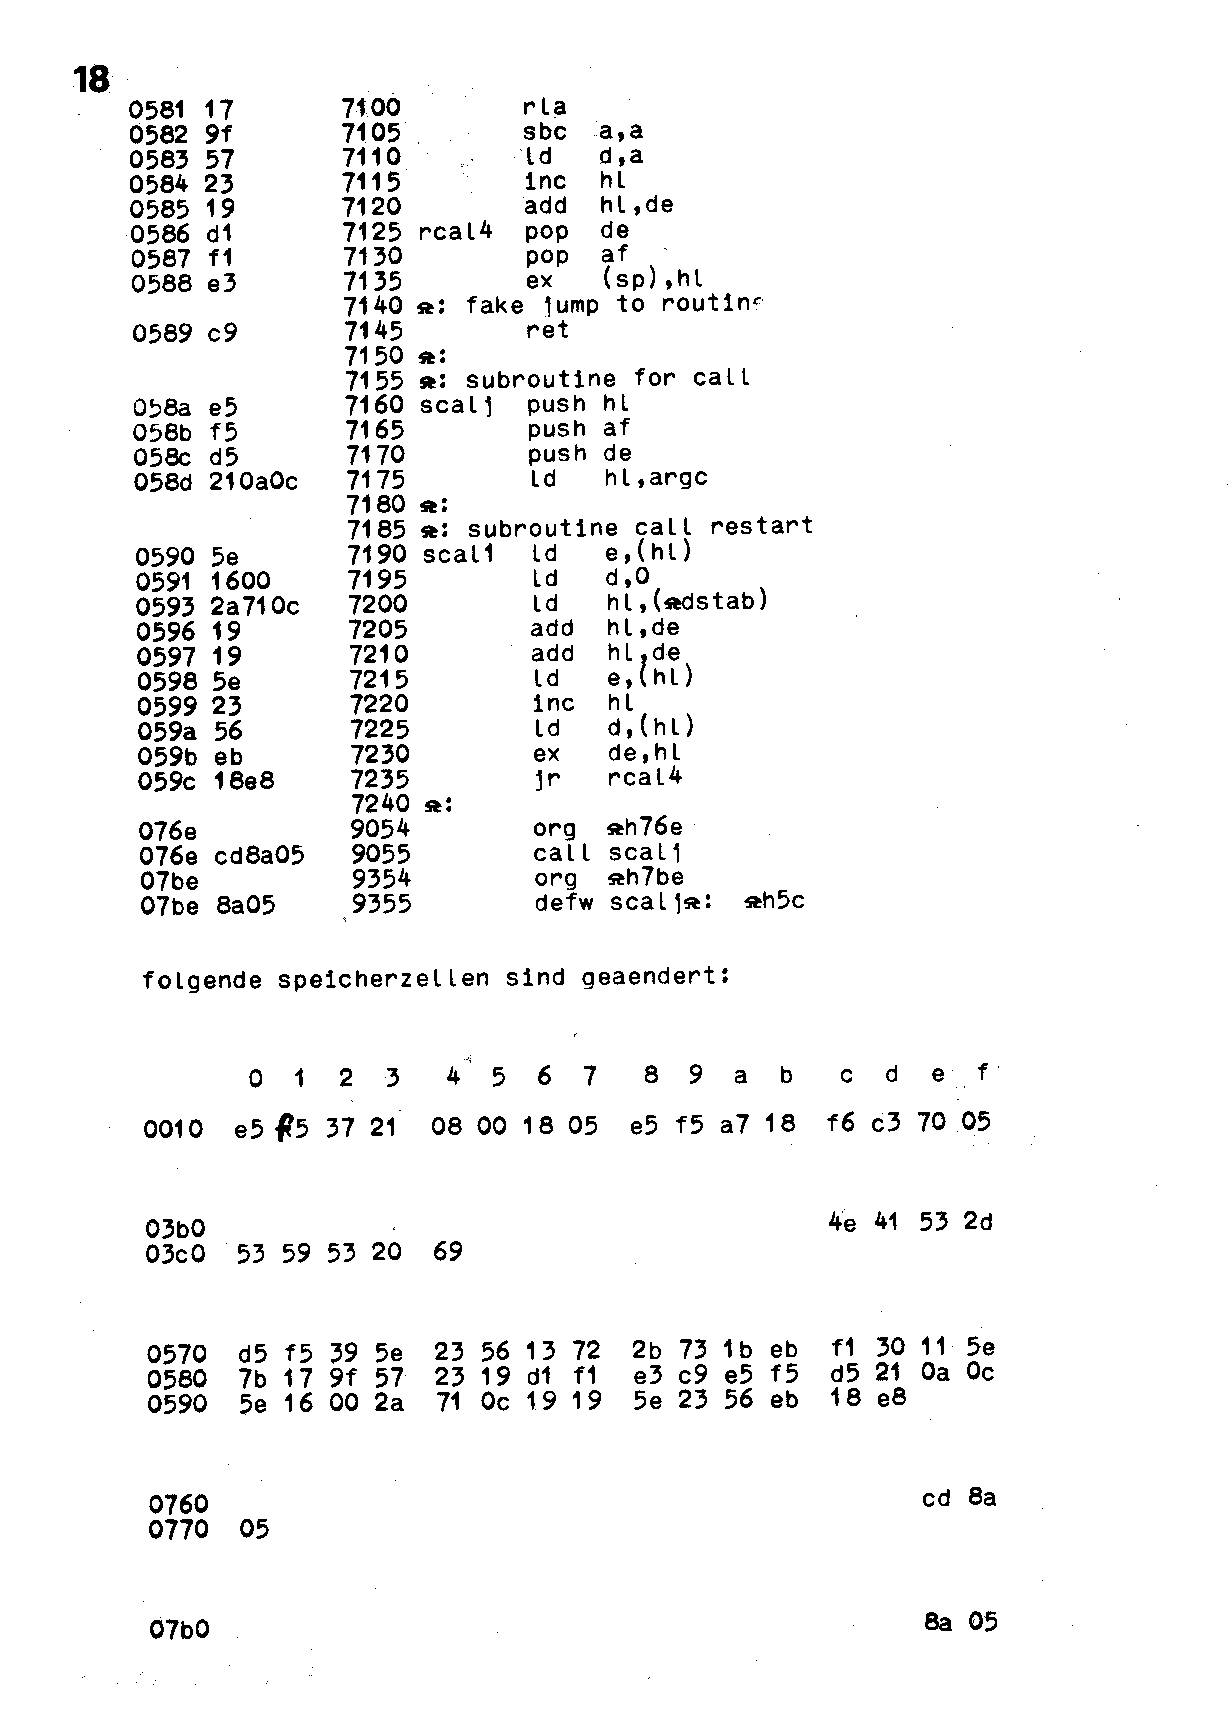 18
0581 17 7100 rla
0582 9f 7105 sbc a,a
0583 57 7110 ld d,a
0584 23 7115 inc hl
0585 19 7120 add hl,de
0586 d1 7125 rcal4 pop de
0587 f1 7130 pop af
0588 e3 7135 ex (sp),hl
7140 &: fake jump to routine
0589 c9 7145 ret
7150 &:
7155 &: subroutine for call
058a e5 7160 scalj push hl
058b f5 7165 push af
058c d5 7170 push de
058d 210a0c 7175 ld hl,argc
7180 &:
7185 &: subroutine call restart
0590 5e 7190 scali ld e,(hl)
0591 1600 7195 ld d,0
0593 2a710c 7200 ld hl,(&dstab)
0596 19 7205 add hl,de
0597 19 7210 add hl,de
0598 5e 7215 ld e,(hl)
0599 23 7220 inc hl
059a 56 7225 ld d,(hl)
059b eb 7230 ex de,hl
059c 18e8 7235 jr rcal4
7240 &:
076e 9054 org &h76e
076e cd8a05 9055 call scalj
07be 9354 org &h7be
07be 8a05 9355 defw scalj&: &h5c
folgende speicherzellen sind geaendert:
0 1 2 3 4 5 6 7 8 9 a b c d e f
0010 e5 f5 37 21 08 00 18 05 e5 f5 a7 18 f6 c3 70 05
03b0 4e 41 53 2d
03c0 53 59 53 20 69
0570 d5 f5 39 5e 23 56 13 72 2b 73 1b eb f1 30 11 5e
0580 7b 17 9f 57 23 19 d1 f1 e3 c9 e5 f5 d5 21 0a 0c
0590 5e 16 00 2a 71 0c 19 19 5e 23 56 eb 18 e8
0760 cd 8a
0770 05
07b0 8a 05